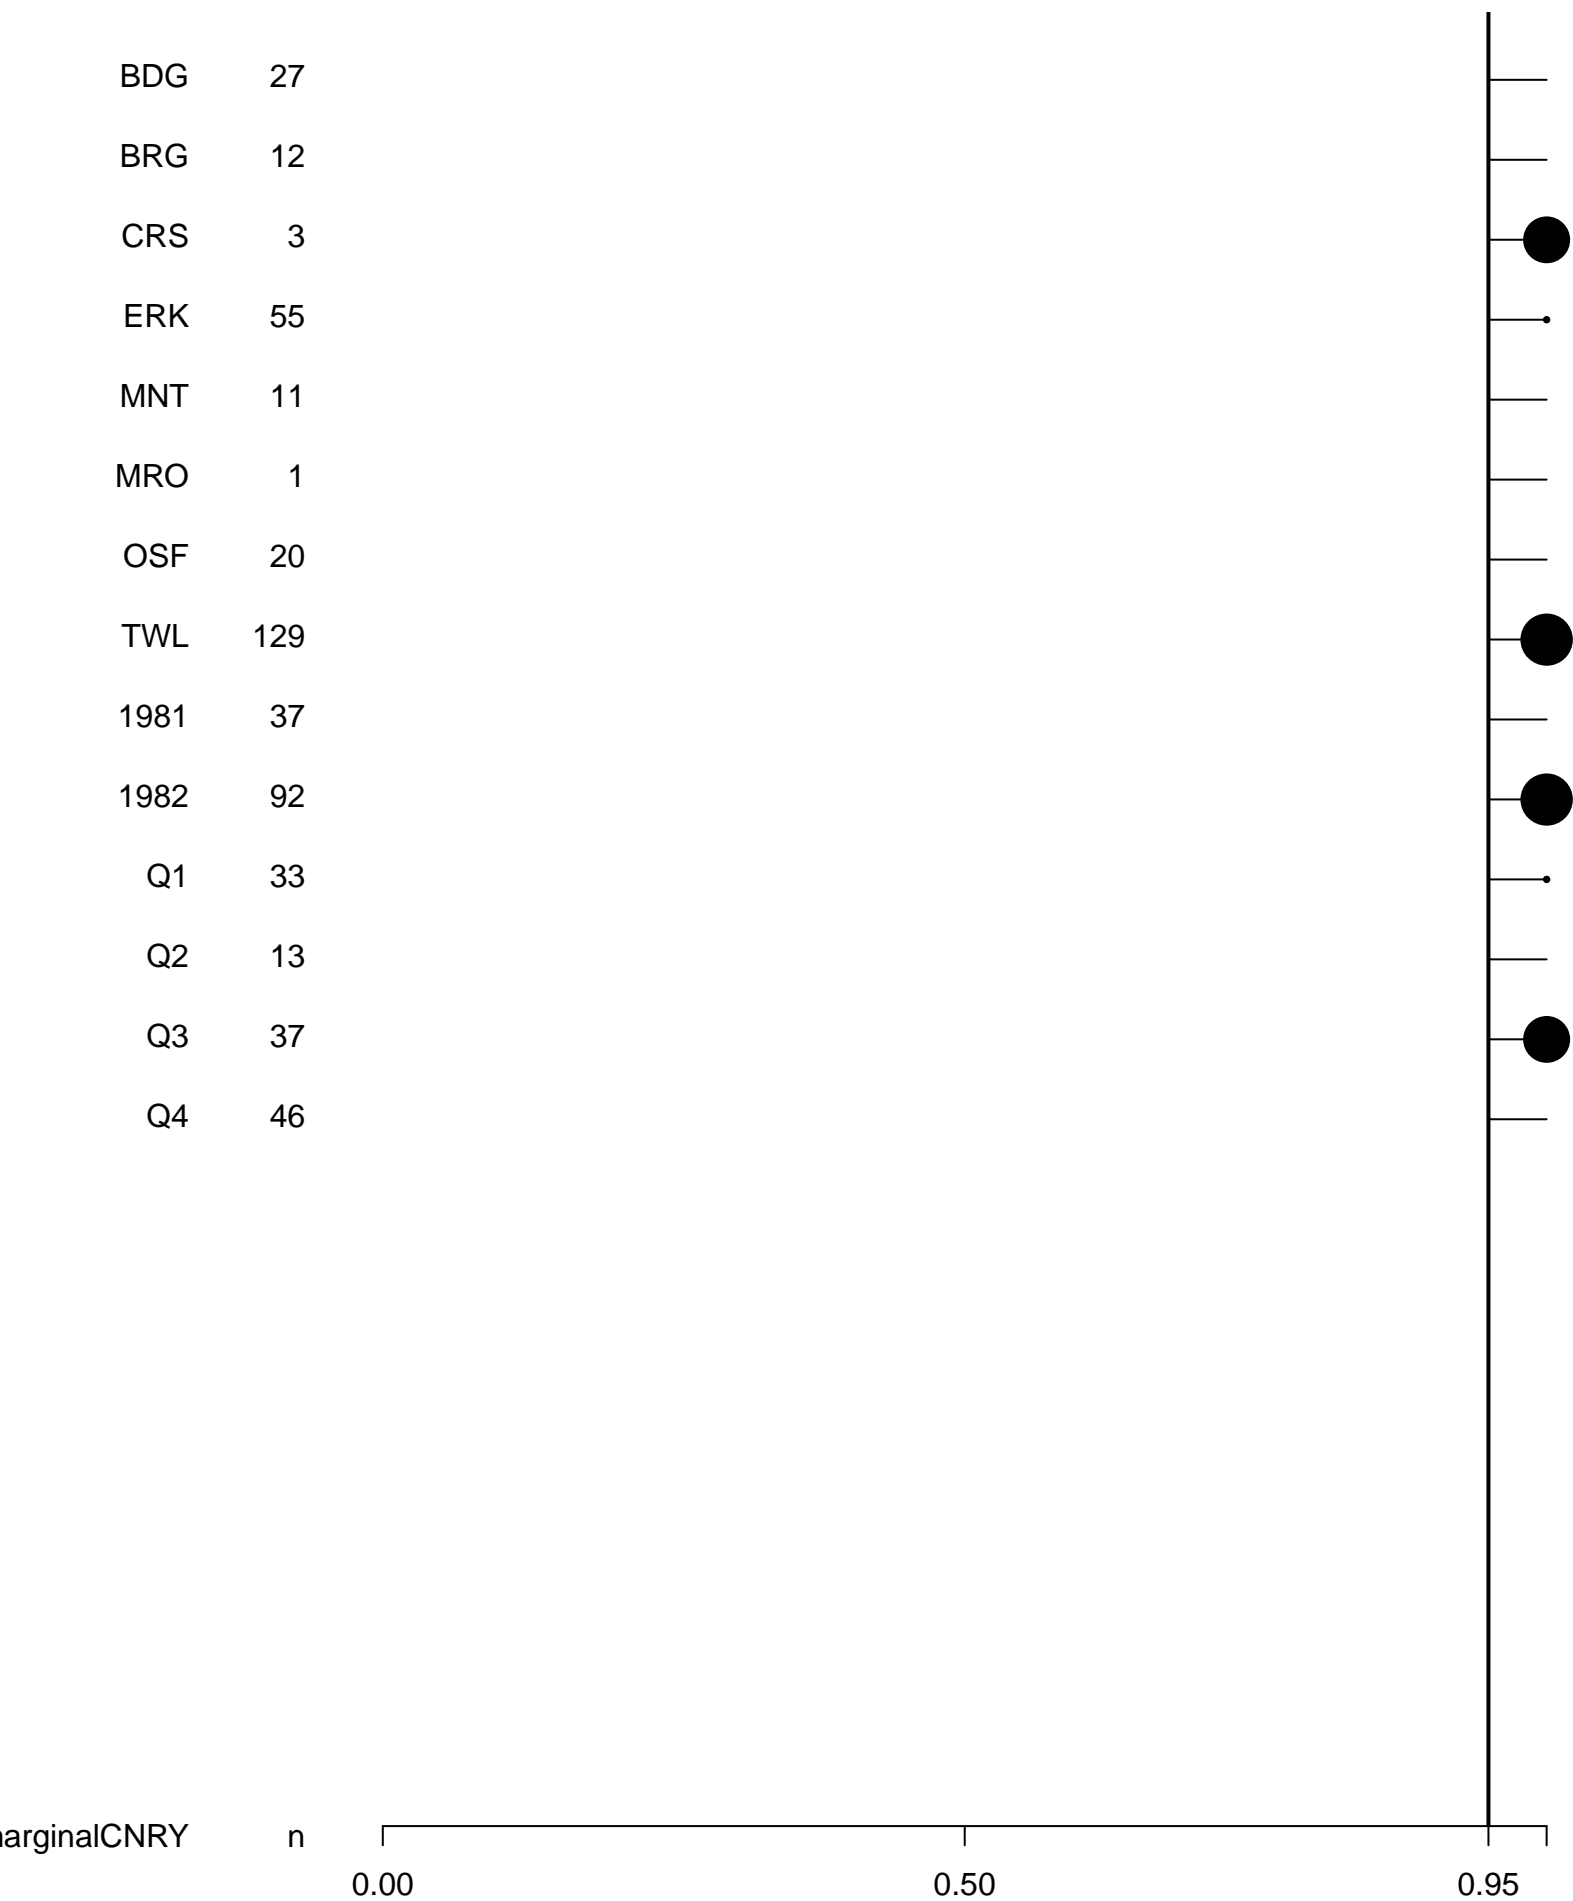 BDG 27
BRG 12
CRS 3
ERK 55
MNT 11
MRO 1
OSF 20
TWL 129
1981 37
1982 92
Q1 33
Q2 13
Q3 37
Q4 46
arginalCNRY n
0.00 0.50 0.95